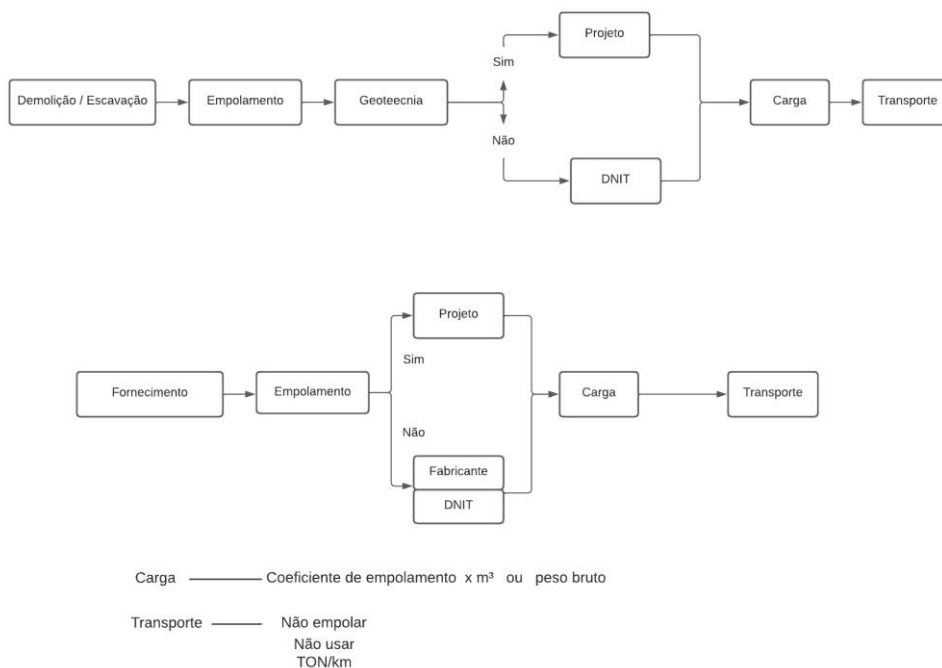 Projeto
Sim
Demolição / Escavação
Empolamento
Geoteecnia
Carga
Transporte
Não
DNIT
Projeto
Sim
Fornecimento
Empolamento
Carga
Transporte
Não
Fabricante
DNIT
Carga Coeficiente de empolamento x m³ ou peso bruto
Transporte Não empolar
Não usar
TON/km